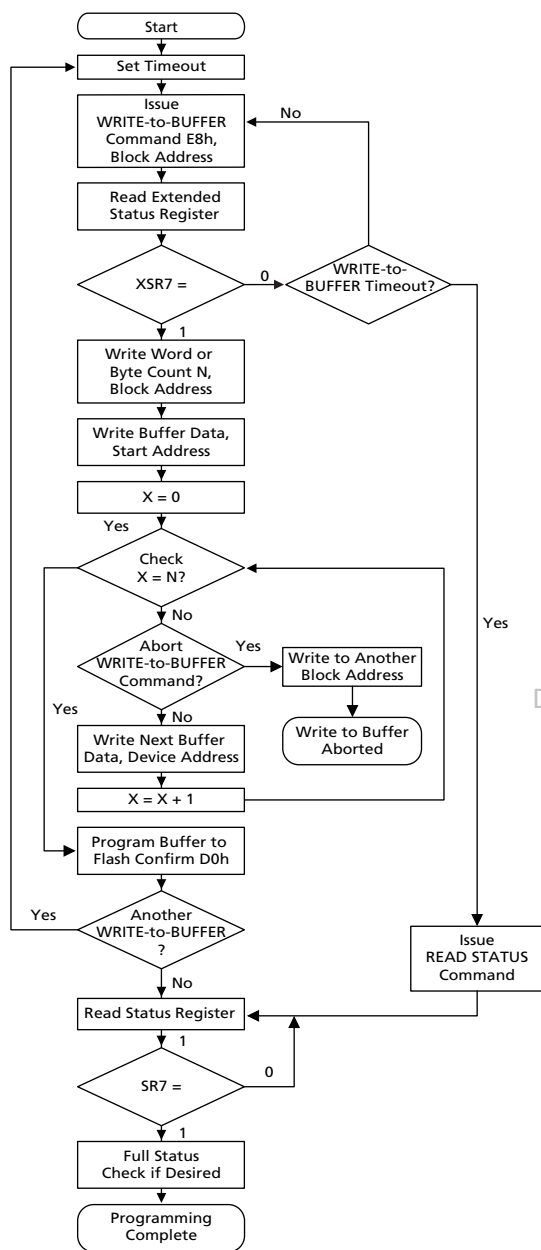 Start
Set Timeout
Issue
WRITE-to-BUFFER
Command E8h,
Block Address
No
Read Extended
Status Register
XSR7 =
0
WRITE-to-
BUFFER Timeout?
1
Write Word or
Byte Count N,
Block Address
Write Buffer Data,
Start Address
X = 0
Yes
Check
X = N?
No
Yes
Abort
WRITE-to-BUFFER
Command?
Yes
Write to Another
Block Address
Yes
No
Write to Buffer
Aborted
Write Next Buffer
Data, Device Address
X = X + 1
Program Buffer to
Flash Confirm D0h
Yes
Another
WRITE-to-BUFFER
?
Issue
READ STATUS
Command
No
Read Status Register
1
SR7 =
0
1
Full Status
Check if Desired
Programming
Complete